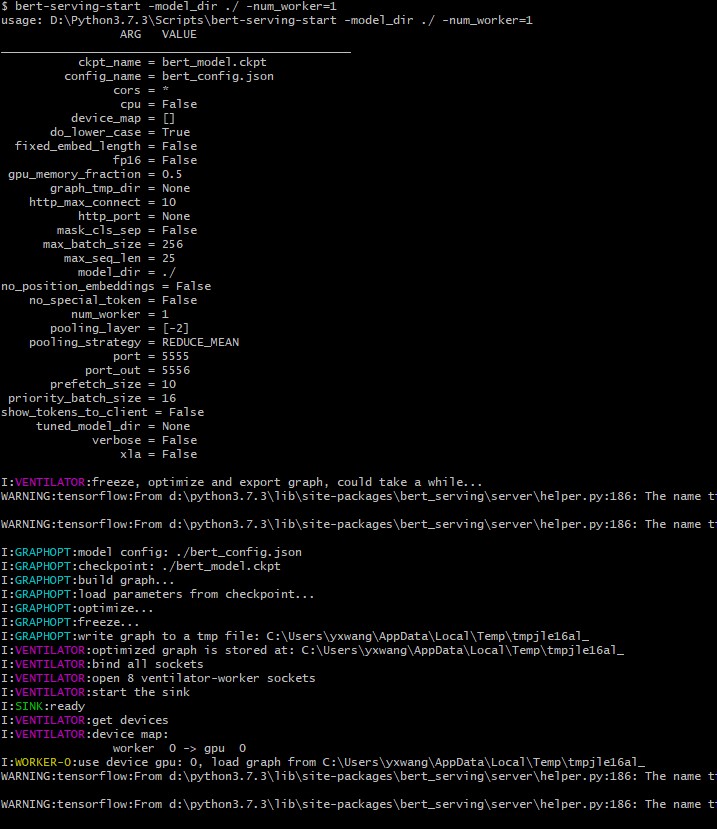 $ bert-serving-start -model_dir ./ -num_worker=1
usage: D:\Python3.7.3\Scripts\bert-serving-start -model_dir ./ -num_worker=1
ARG VALUE
ckpt_name = bert_model.ckpt
config_name = bert_config.json
cors = *
cpu = False
device_map = []
do_lower_case = True
fixed_embed_length = False
fp16 = False
gpu_memory_fraction = 0.5
graph_tmp_dir = None
http_max_connect = 10
http_port = None
mask_cls_sep = False
max_batch_size = 256
max_seq_len = 25
model_dir = ./
no_position_embeddings = False
no_special_token = False
num_worker = 1
pooling_layer = [-2]
pooling_strategy = REDUCE_MEAN
port = 5555
port_out = 5556
prefetch_size = 10
priority_batch_size = 16
show_tokens_to_client = False
tuned_model_dir = None
verbose = False
xla = False
I:VENTILATOR:freeze, optimize and export graph, could take a while...
WARNING:tensorflow:From d:\python3.7.3\lib\site-packages\bert_serving\server\helper.py:186: The name
WARNING:tensorflow:From d:\python3.7.3\lib\site-packages\bert_serving\server\helper.py:186: The name
I:GRAPHOPT:model config: ./bert_config.json
I:GRAPHOPT:checkpoint: ./bert_model.ckpt
I:GRAPHOPT:build graph...
I:GRAPHOPT:load parameters from checkpoint...
I:GRAPHOPT:optimize...
I:GRAPHOPT:freeze...
I:GRAPHOPT:write graph to a tmp file: C:\Users\yxwang\AppData\Local\Temp\tmpjle16al_
I:VENTILATOR:optimized graph is stored at: C:\Users\yxwang\AppData\Local\Temp\tmpjle16al_
I:VENTILATOR:bind all sockets
I:VENTILATOR:open 8 ventilator-worker sockets
I:VENTILATOR:start the sink
I:SINK:ready
I:VENTILATOR:get devices
I:VENTILATOR:device map:
worker 0 -> gpu 0
I:WORKER-0:use device gpu: 0, load graph from C:\Users\yxwang\AppData\Local\Temp\tmpjle16al_
WARNING:tensorflow:From d:\python3.7.3\lib\site-packages\bert_serving\server\helper.py:186: The name
WARNING:tensorflow:From d:\python3.7.3\lib\site-packages\bert_serving\server\helper.py:186: The name